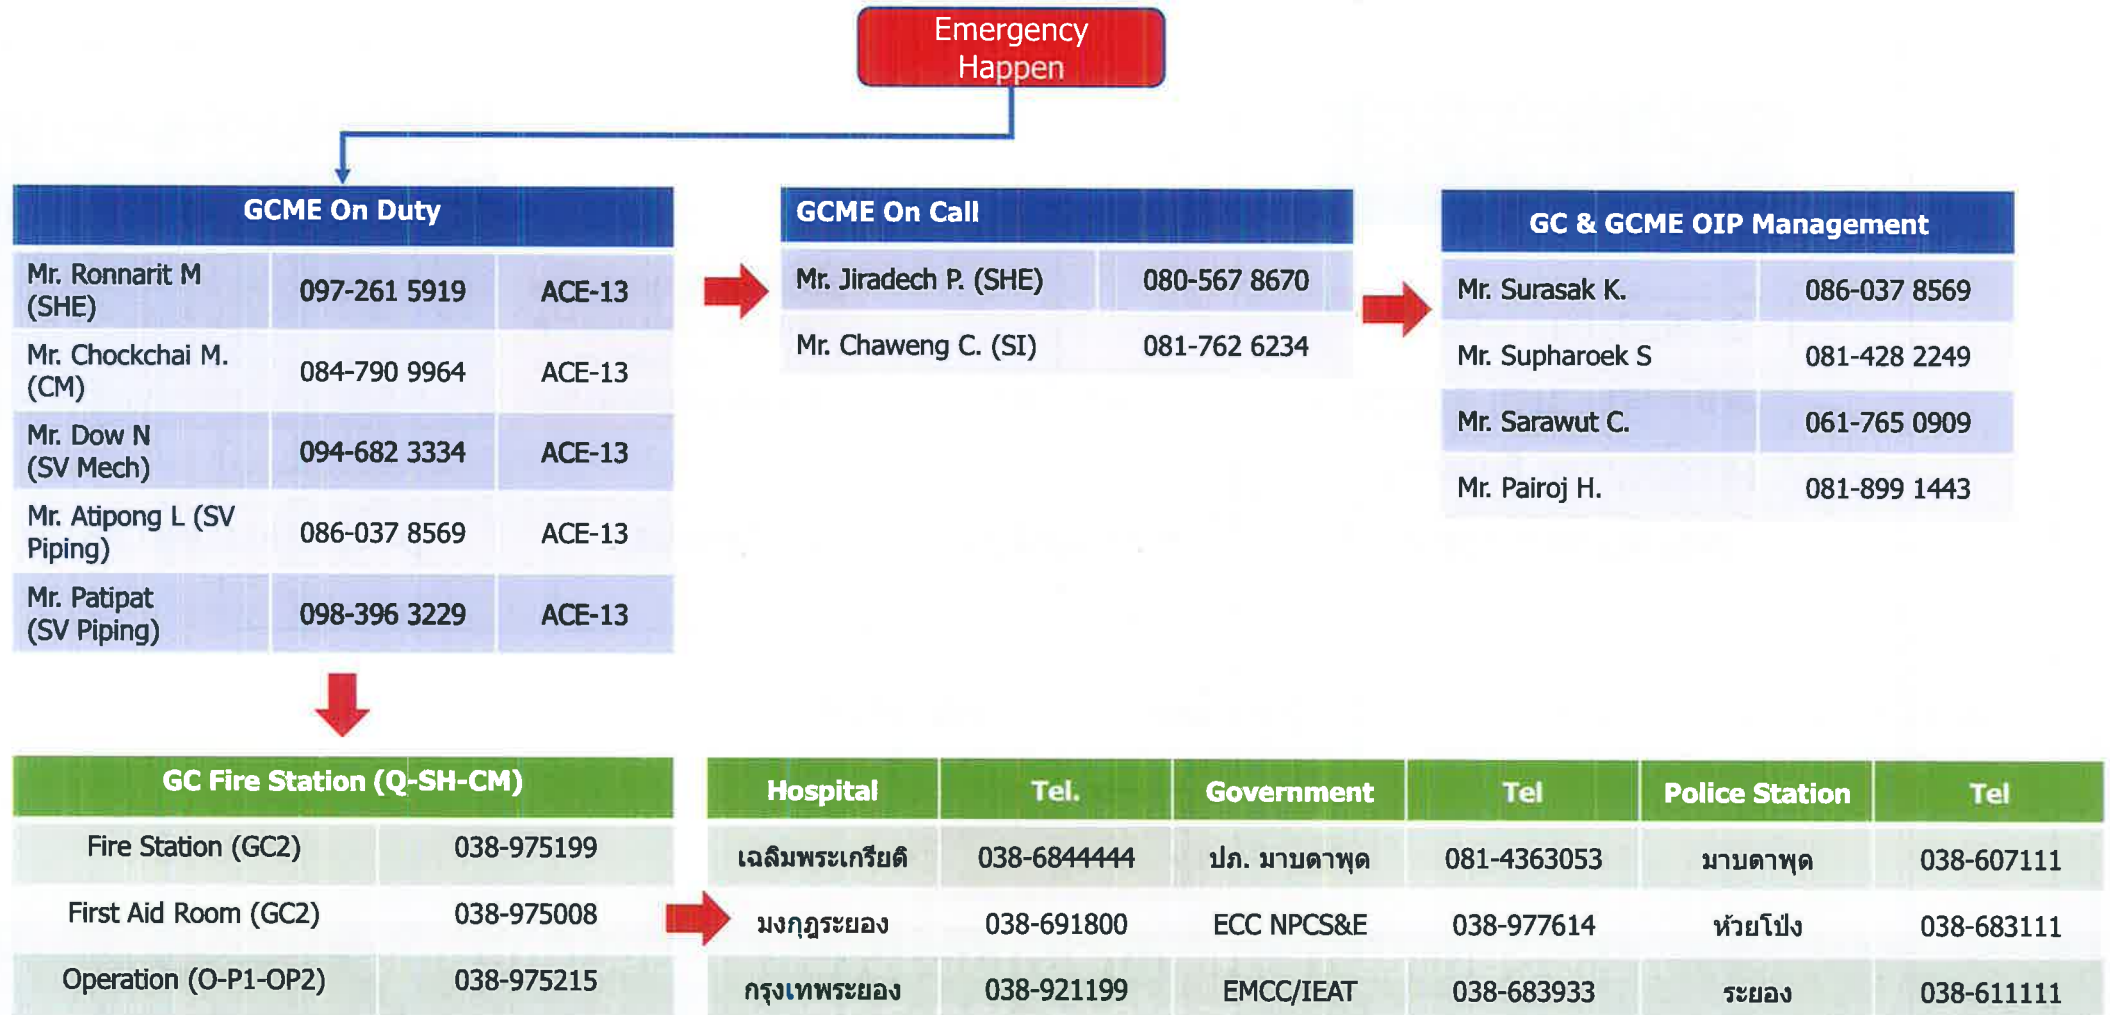 Emergency
Happen
GCME On Duty
Mr. Ronnarit M
(SHE)
097-261 5919
ACE-13
Mr. Chockchai M.
(CM)
084-790 9964
ACE-13
Mr. Dow N
(SV Mech)
094-682 3334
ACE-13
Mr. Atipong L (SV
Piping)
086-037 8569
ACE-13
Mr. Patipat
(SV Piping)
098-396 3229
ACE-13
GCME On Call
Mr. Jiradech P. (SHE)
080-567 8670
Mr. Chaweng C. (SI)
081-762 6234
GC & GCME OIP Management
Mr. Surasak K.
086-037 8569
Mr. Supharoek S
081-428 2249
Mr. Sarawut C.
061-765 0909
Mr. Pairoj H.
081-899 1443
GC Fire Station (Q-SH-CM)
Fire Station (GC2)
038-975199
First Aid Room (GC2)
038-975008
Operation (O-P1-OP2)
038-975215
Hospital
Tel.
Government
Tel
Police Station
Tel
เฉลิมพระเกรียติ
038-6844444
ปภ. มาบตาพุด
081-4363053
มาบตาพุด
038-607111
มงกุฎระยอง
038-691800
ECC NPCS&E
038-977614
ห้วยโป่ง
038-683111
กรุงเทพระยอง
038-921199
EMCC/IEAT
038-683933
ระยอง
038-611111